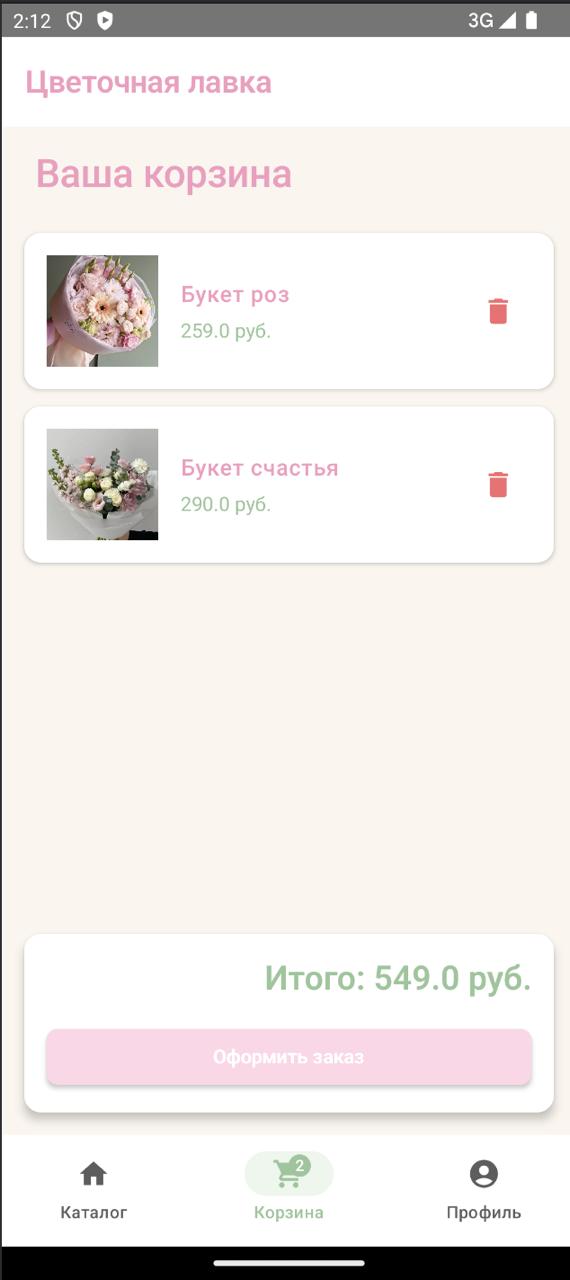 2:12 3G
Цветочная лавка
Ваша корзина
Букет роз
259.0 руб.
Букет счастья
290.0 руб.
Итого: 549.0 руб.
Оформить заказ
2
Каталог Корзина Профиль